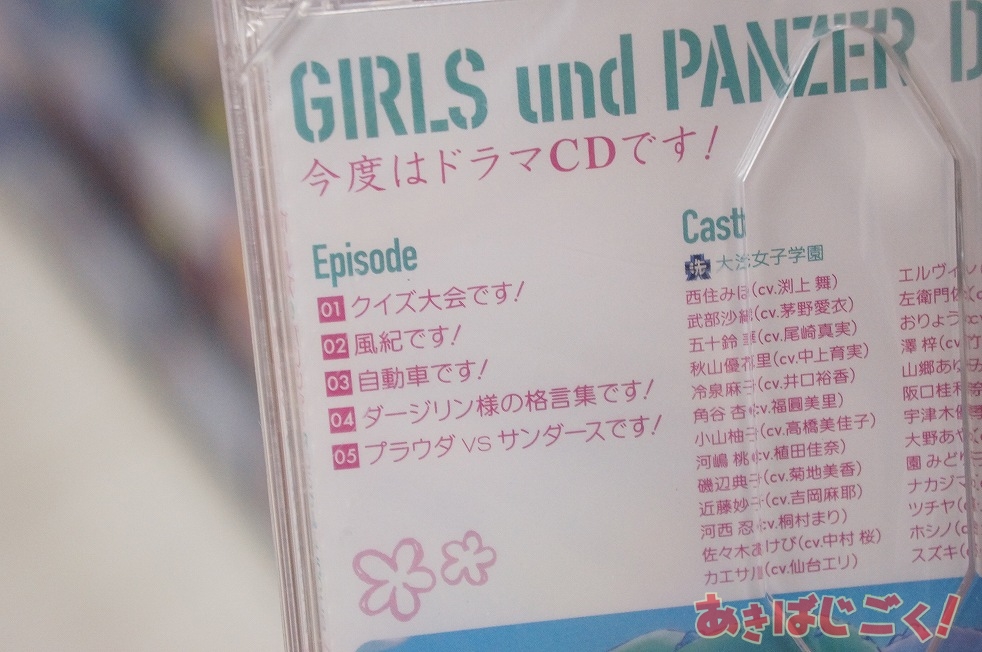 GIRLS und PANZER D
今度はドラマCDです!
Episode
01 クイズ大会です!
02 風紀です!
03 自動車です!
04 ダージリン様の格言集です!
05 プラウダ VS サンダースです!
Cast
洗 大洗女子学園
西住みほ(cv.渕上 舞)
武部沙織(cv.茅野愛衣)
五十鈴 華(cv.尾崎真実)
秋山優花里(cv.中上育実)
冷泉麻子(cv.井口裕香)
角谷 杏(cv.福圓美里)
小山柚子(cv.高橋美佳子)
河嶋 桃(cv.植田佳奈)
磯辺典子(cv.菊地美香)
近藤妙子(cv.吉岡麻耶)
河西 忍(cv.桐村まり)
佐々木あけび(cv.中村 桜)
カエサル(cv.仙台エリ)
エルヴィン
左衛門佐(c
おりょう
澤 梓(cv.竹
山郷あゆみ
阪口桂利
宇津木優季
大野あや(c
園 みどり子
ナカジマ
ツチヤ(c
ホシノ(c
スズキ(c
あきばじごく!